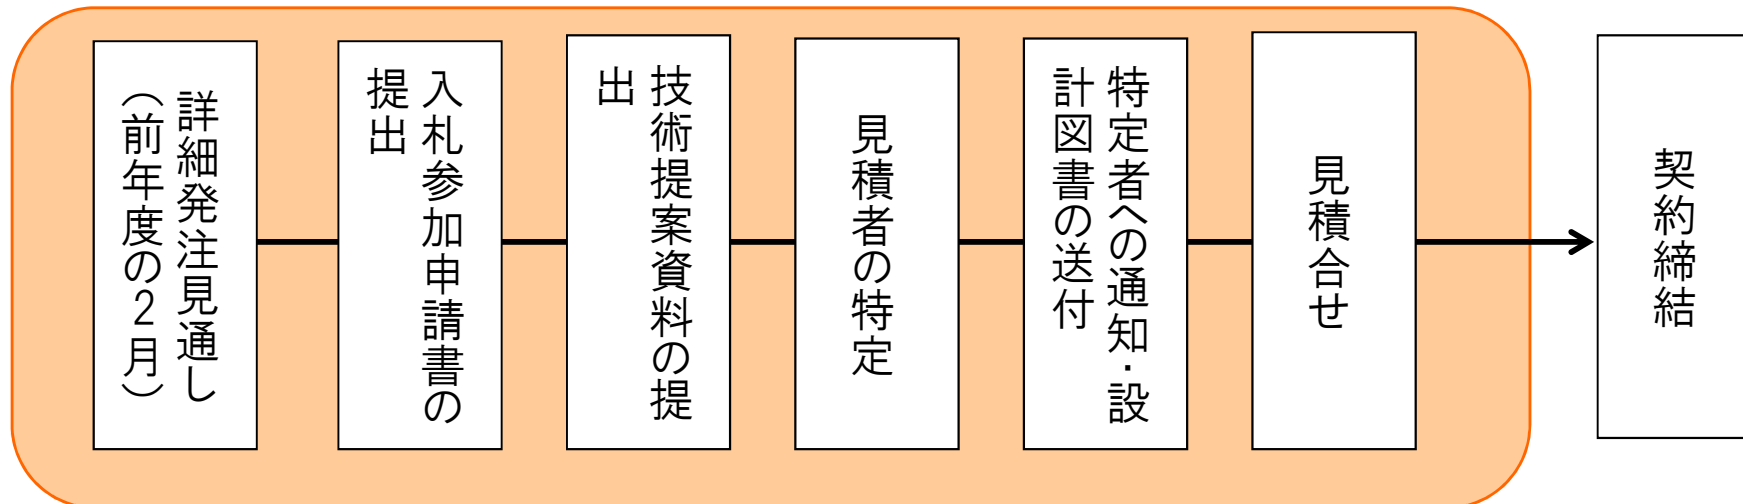 詳細発注見通し
（前年度の２月）
入札参加申請書の
提出
技術提案資料の提
出
見積者の特定
特定者への通知・設
計図書の送付
見積合せ
契約締結